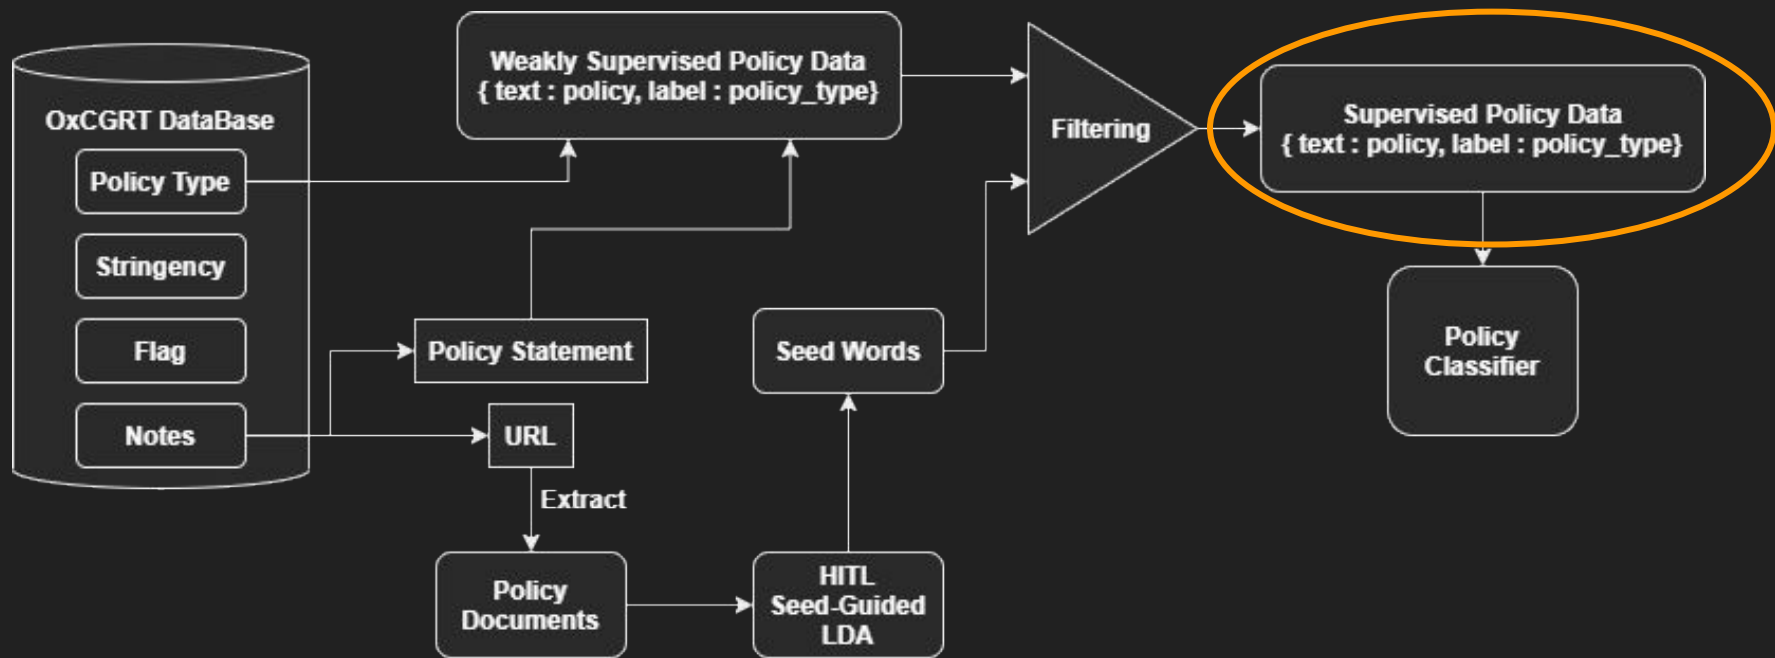 OxCGRT DataBase
Policy Type
Stringency
Flag
Notes
Weakly Supervised Policy Data
{ text : policy, label : policy_type}
Policy Statement
URL
Extract
Policy
Documents
HITL
Seed-Guided
LDA
Seed Words
Filtering
Supervised Policy Data
{ text : policy, label : policy_type}
Policy
Classifier